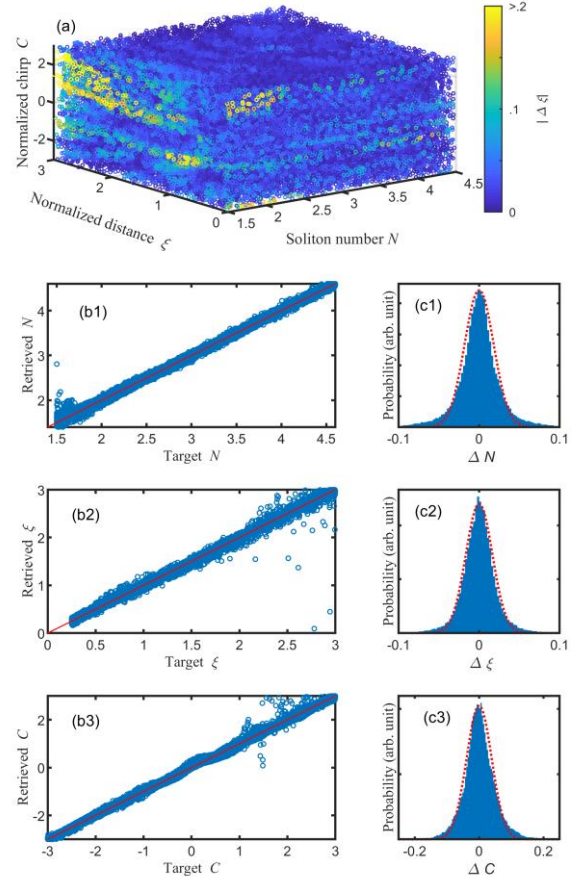 (a)
Normalized chirp C
2
0
-2
3
2
1
0
Normalized distance ξ
1.5
2
2.5
3
3.5
4
4.5
Soliton number N
>.2
.1
0
| Δ ξ|
(b1)
Retrieved N
4
3
2
1.5 2 2.5 3 3.5 4 4.5
Target N
(c1)
Probability (arb. unit)
-0.1 0 0.1
Δ N
(b2)
Retrieved ξ
3
2
1
0
0 0.5 1 1.5 2 2.5 3
Target ξ
(c2)
Probability (arb. unit)
-0.1 0 0.1
Δ ξ
(b3)
Retrieved C
2
0
-2
-3 -2 -1 0 1 2 3
Target C
(c3)
Probability (arb. unit)
-0.2 0 0.2
Δ C